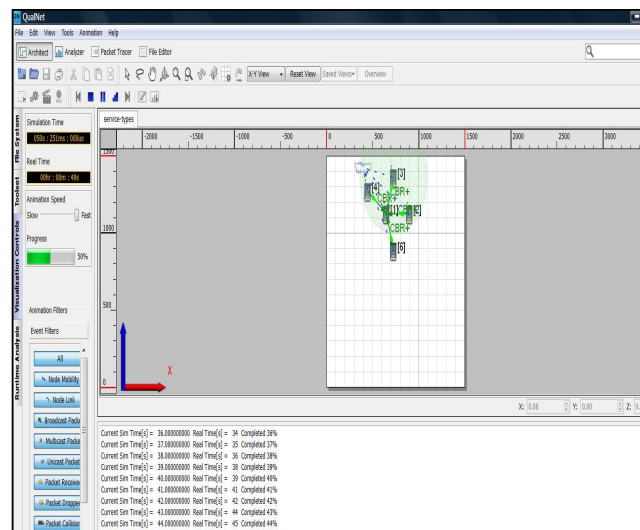 QualNet
File Edit View Tools Animation Help
Architect Analyzer Packet Tracer File Editor
X-Y View Reset View Saved Views Overview
File System
Toolset
Visualization Controls
Runtime Analysis
Simulation Time
050s : 251ms : 000us
Real Time
00hr : 00m : 49s
Animation Speed
Slow Fast
Progress
50%
Animation Filters
Event Filters
All
Node Mobility
Node Link
Broadcast Packe
Multicast Packe
Unicast Packet
Packet Receive
Packet Dropped
Packet Collision
service-types
-2000 -1500 -1000 -500 0 500 1000 1500 2000 2500 3000
1500
1000
500
0
X
[3]
[4] CBR+
CBR+
[1] CBR+ [2]
CBR+
[6]
X: 0.00 Y: 0.00 Z:
Current Sim Time[s] = 36.000000000 Real Time[s] = 34 Completed 36%
Current Sim Time[s] = 37.000000000 Real Time[s] = 35 Completed 37%
Current Sim Time[s] = 38.000000000 Real Time[s] = 36 Completed 38%
Current Sim Time[s] = 39.000000000 Real Time[s] = 38 Completed 39%
Current Sim Time[s] = 40.000000000 Real Time[s] = 39 Completed 40%
Current Sim Time[s] = 41.000000000 Real Time[s] = 41 Completed 41%
Current Sim Time[s] = 42.000000000 Real Time[s] = 42 Completed 42%
Current Sim Time[s] = 43.000000000 Real Time[s] = 44 Completed 43%
Current Sim Time[s] = 44.000000000 Real Time[s] = 45 Completed 44%